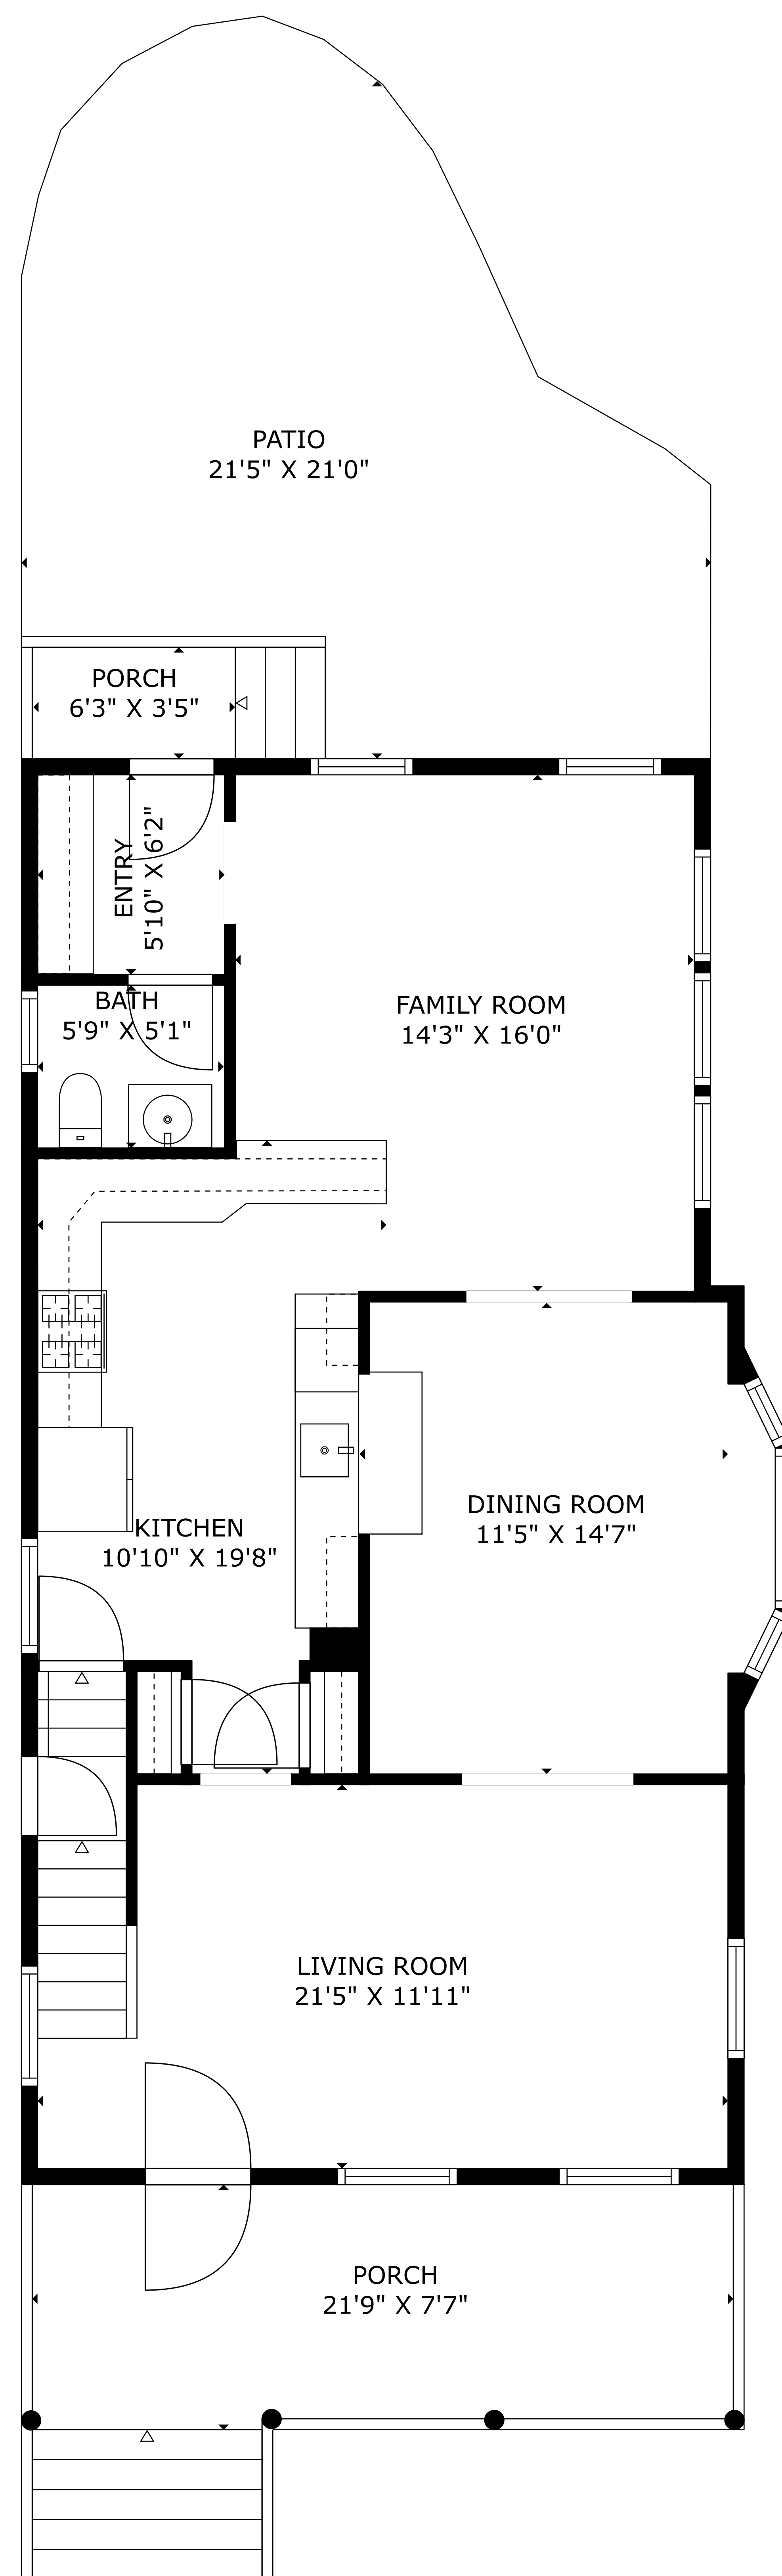 PATIO
21'5" X 21'0"
PORCH
6'3" X 3'5"
ENTRY
5'10" X 6'2"
BATH
5'9" X 5'1"
FAMILY ROOM
14'3" X 16'0"
DINING ROOM
11'5" X 14'7"
KITCHEN
10'10" X 19'8"
LIVING ROOM
21'5" X 11'11"
PORCH
21'9" X 7'7"